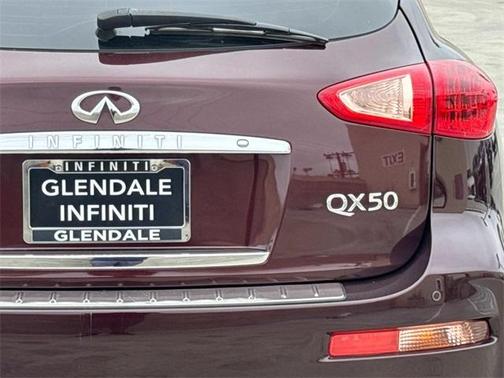 INFINITI
INFINITI
GLENDALE
INFINITI
GLENDALE
QX50
EXIT